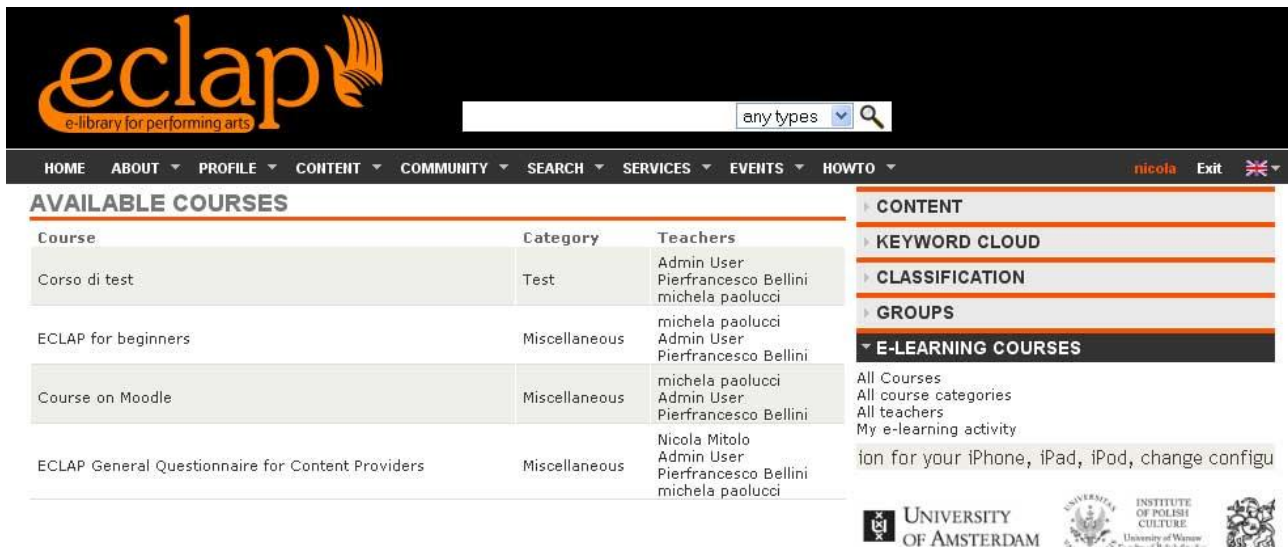 eclap
e-library for performing arts
any types
HOME ABOUT PROFILE CONTENT COMMUNITY SEARCH SERVICES EVENTS HOWTO nicola Exit
AVAILABLE COURSES
Course Category Teachers
Corso di test Test Admin User
Pierfrancesco Bellini
michela paolucci
ECLAP for beginners Miscellaneous michela paolucci
Admin User
Pierfrancesco Bellini
Course on Moodle Miscellaneous michela paolucci
Admin User
Pierfrancesco Bellini
ECLAP General Questionnaire for Content Providers Miscellaneous Nicola Mitolo
Admin User
Pierfrancesco Bellini
michela paolucci
CONTENT
KEYWORD CLOUD
CLASSIFICATION
GROUPS
E-LEARNING COURSES
All Courses
All course categories
All teachers
My e-learning activity
ion for your iPhone, iPad, iPod, change configu
UNIVERSITY
OF AMSTERDAM
INSTITUTE
OF POLISH
CULTURE
University of Warsaw